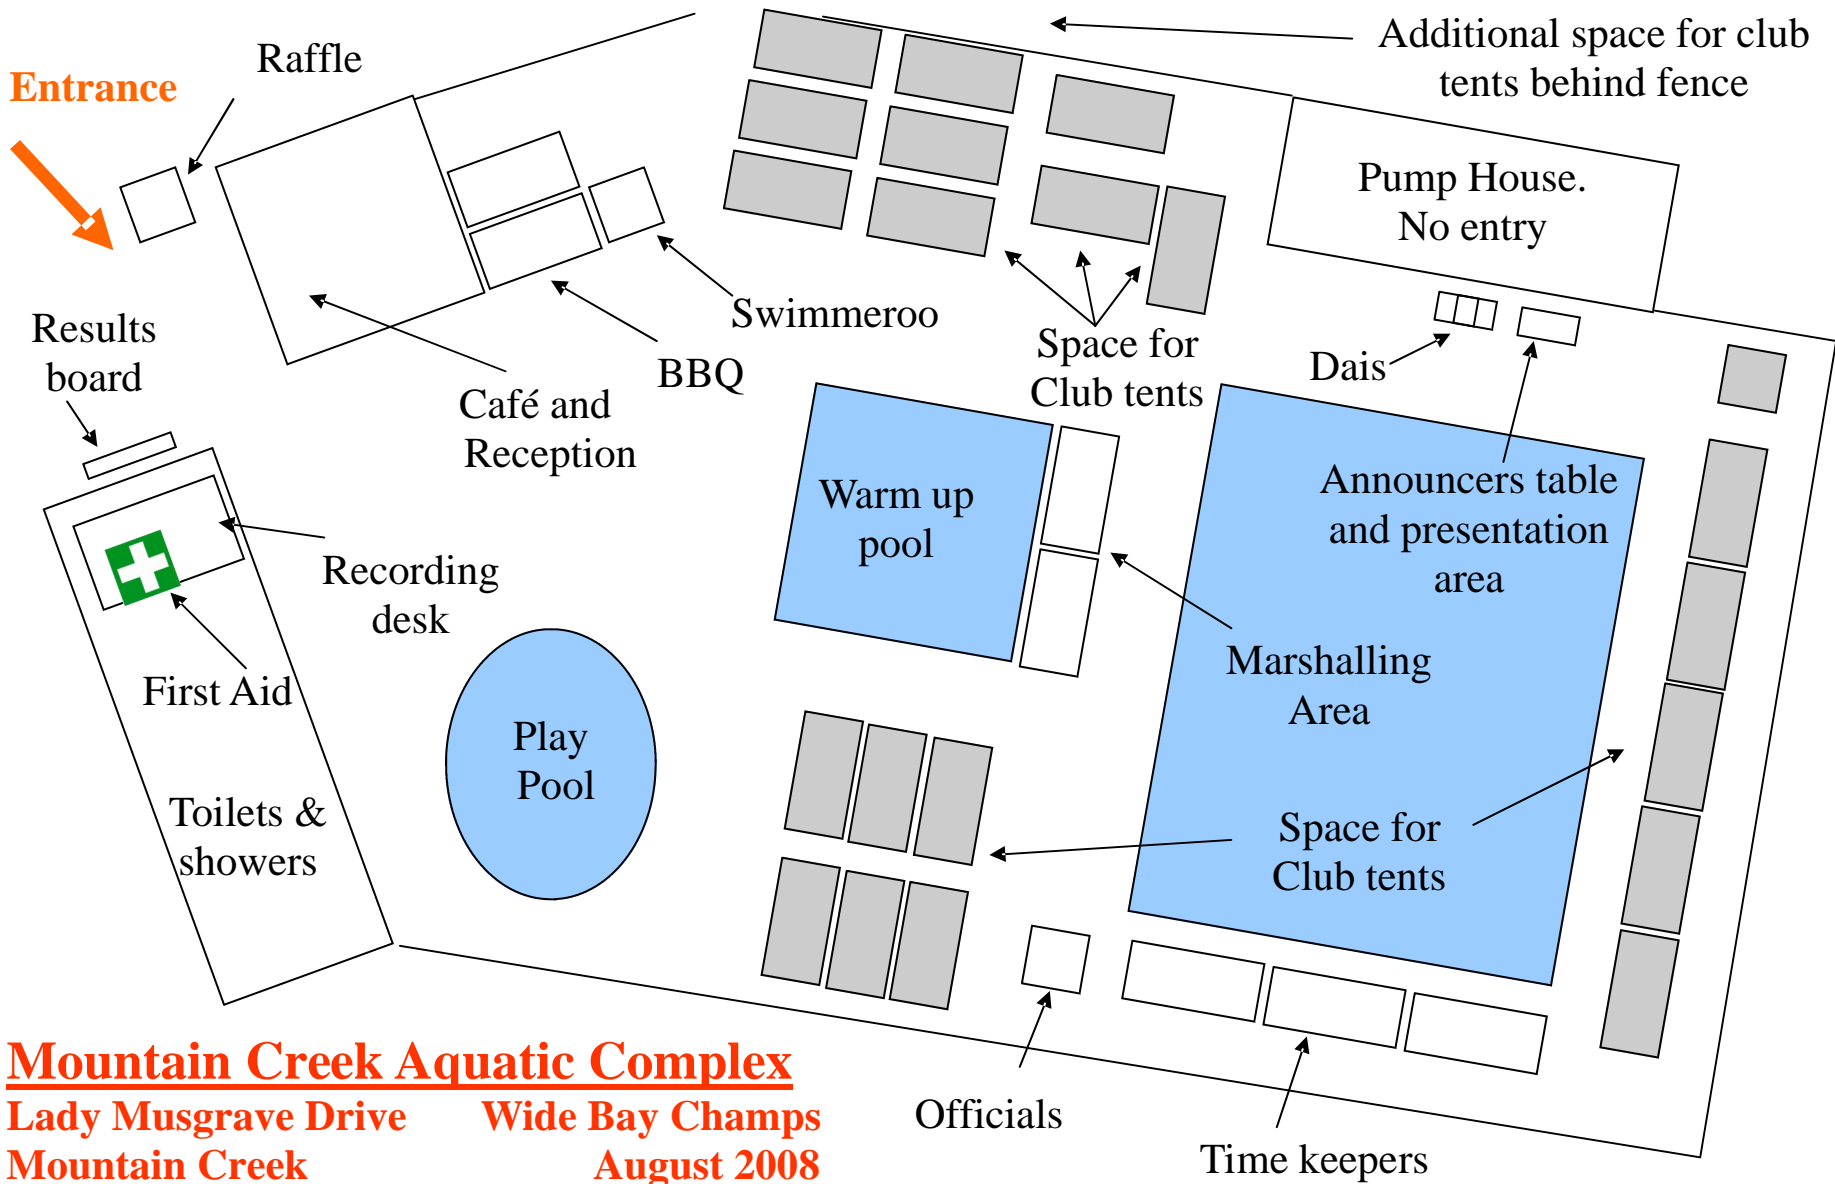 Additional space for club
tents behind fence
Raffle
Entrance
Pump House.
No entry
Swimmeroo
Results
board
Space for
Club tents
Dais
BBQ
Café and
Reception
Announcers table
and presentation
area
Warm up
pool
Recording
desk
Marshalling
Area
First Aid
Play
Pool
Toilets &
showers
Space for
Club tents
Mountain Creek Aquatic Complex
Lady Musgrave Drive
Mountain Creek
Wide Bay Champs
August 2008
Officials
Time keepers